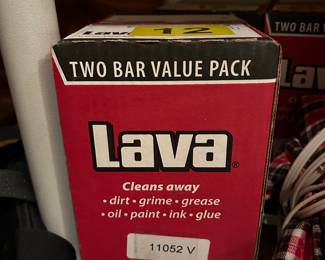 Lava
12
TWO BAR VALUE PACK
Lava®
Cleans away
• dirt • grime • grease
• oil • paint • ink • glue
11052 V
TWO BAR V